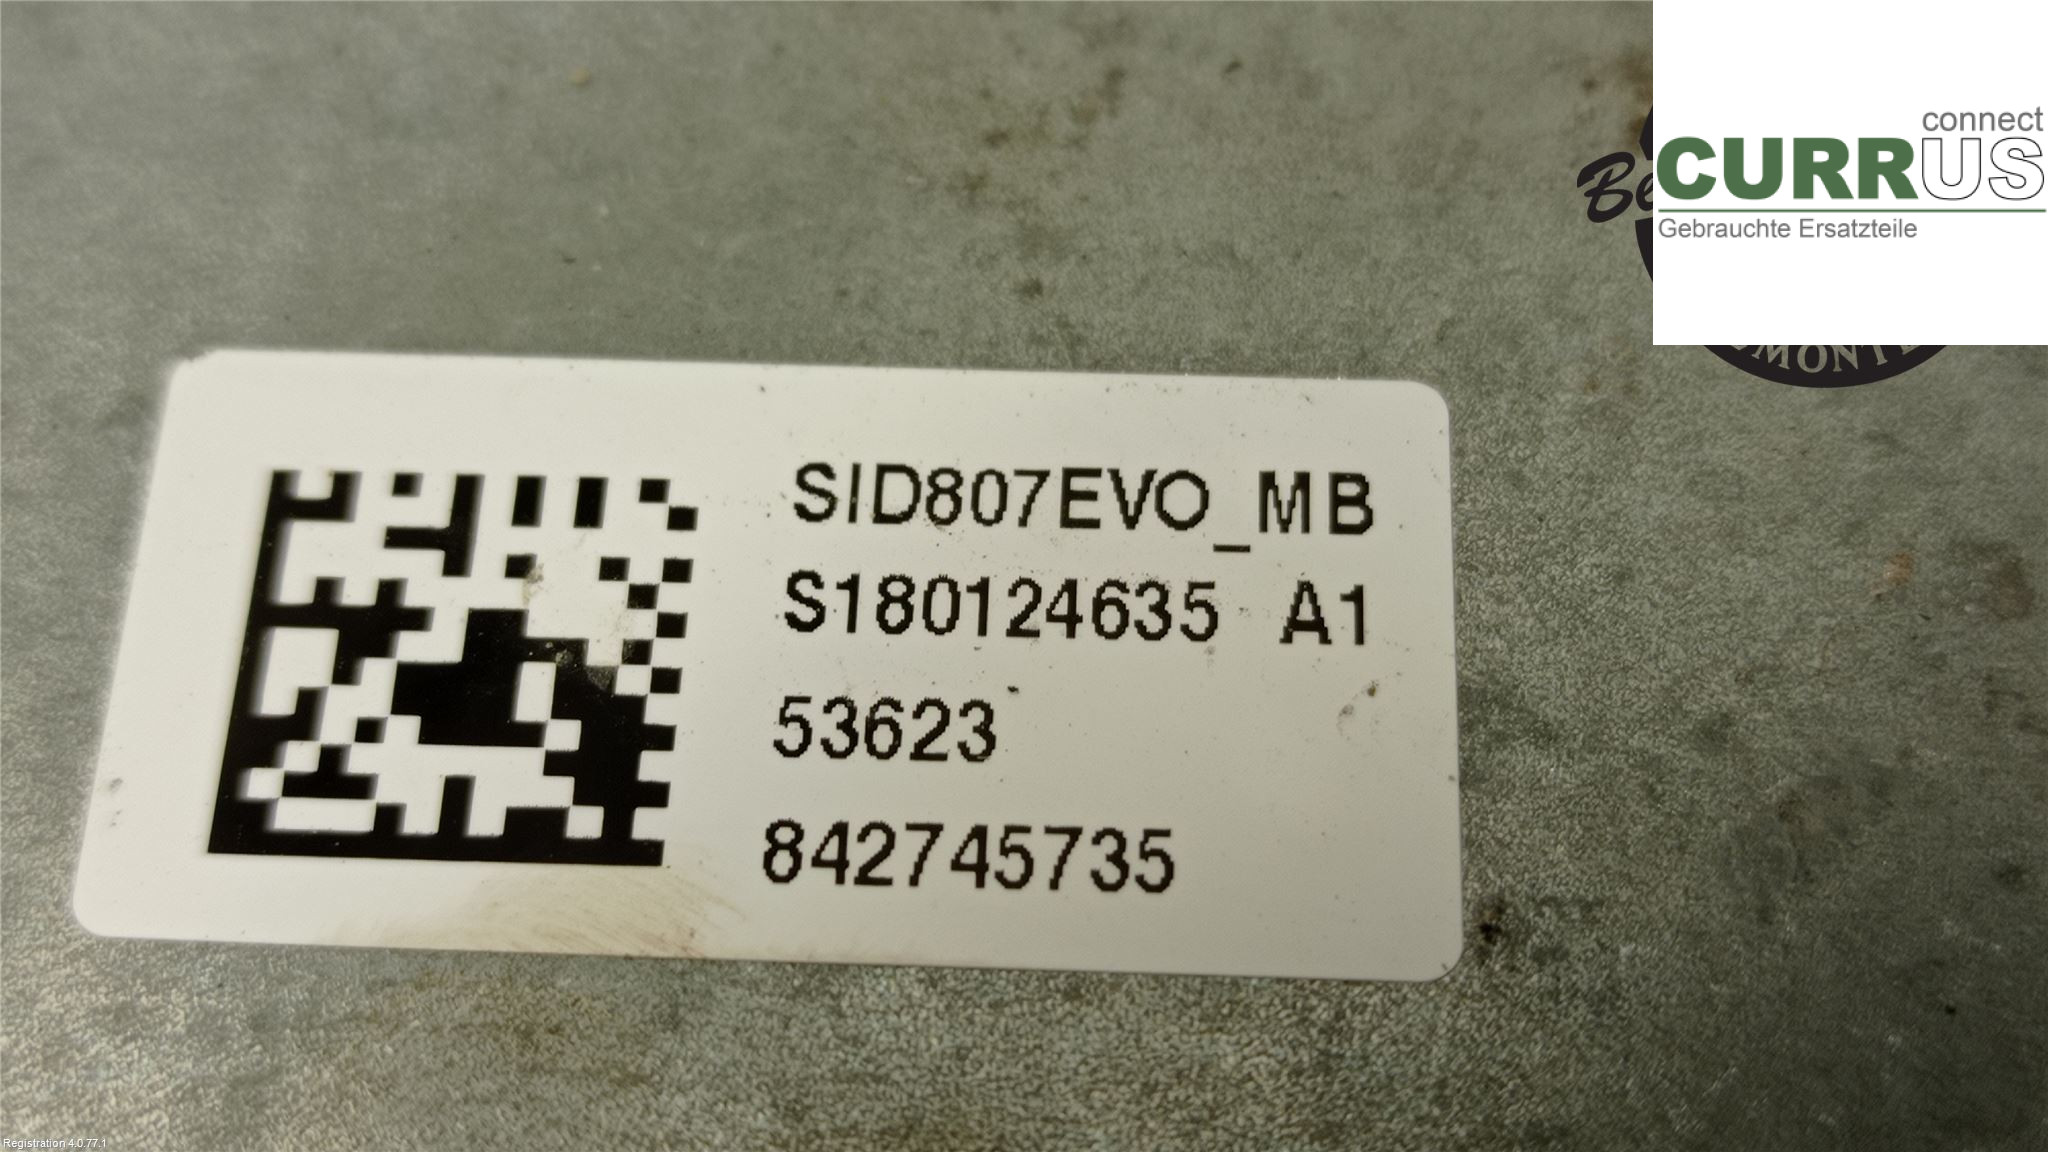 connect
CURRUS
Gebrauchte Ersatzteile
SID807EVO_MB
S180124635 A1
53623
842745735
Registration 4.0.77.1